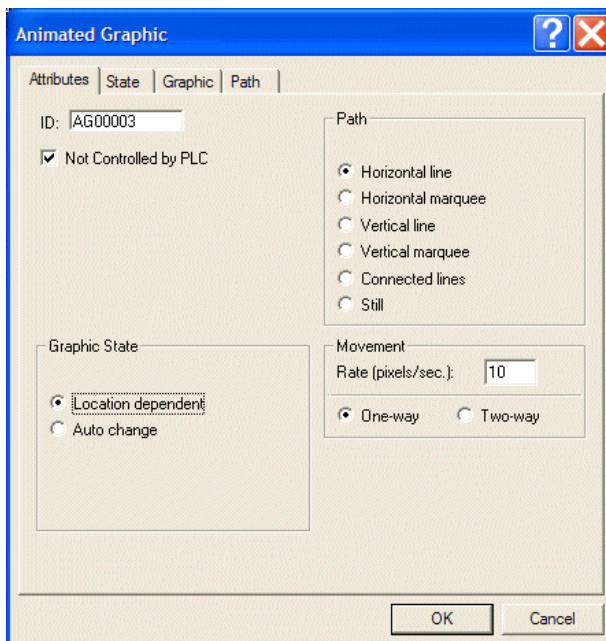 Animated Graphic
Attributes State Graphic Path
ID: AG00003
Not Controlled by PLC
Path
Horizontal line
Horizontal marquee
Vertical line
Vertical marquee
Connected lines
Still
Graphic State
Location dependent
Auto change
Movement
Rate (pixels/sec.): 10
One-way Two-way
OK Cancel